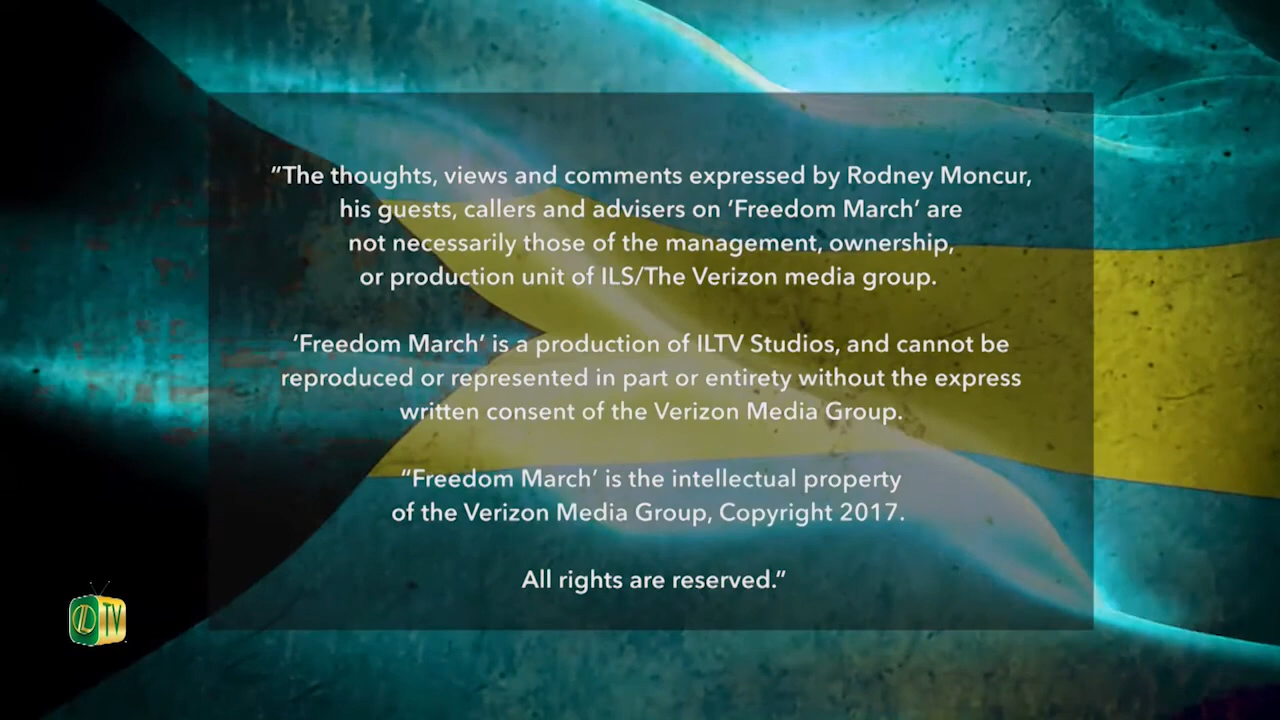 “The thoughts, views and comments expressed by Rodney Moncur,
his guests, callers and advisers on ‘Freedom March‘ are
not necessarily those of the management, ownership,
or production unit of ILS/The Verizon media group.
‘Freedom March’ is a production of ILTV Studios, and cannot be
reproduced or represented in part or entirety without the express
written consent of the Verizon Media Group.
“Freedom March’ is the intellectual property
of the Verizon Media Group, Copyright 2017.
All rights are reserved.”
IL TV